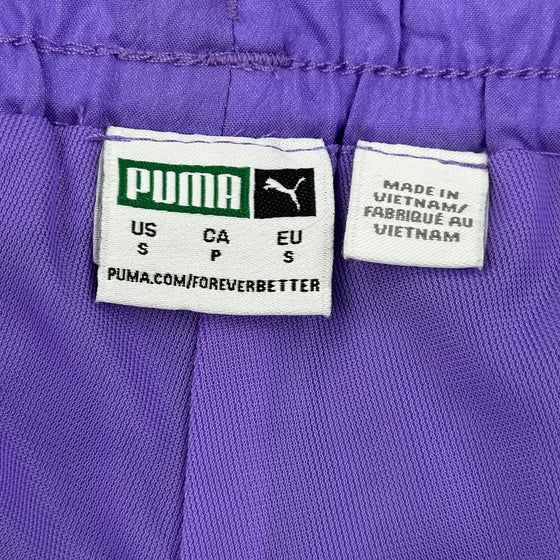 PUMA
US CA EU
S P S
PUMA.COM/FOREVERBETTER
MADE IN
VIETNAM/
FABRIQUÉ AU
VIETNAM